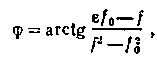 φ = arctg (εf₀ – f) / (f² – f₀²) ,